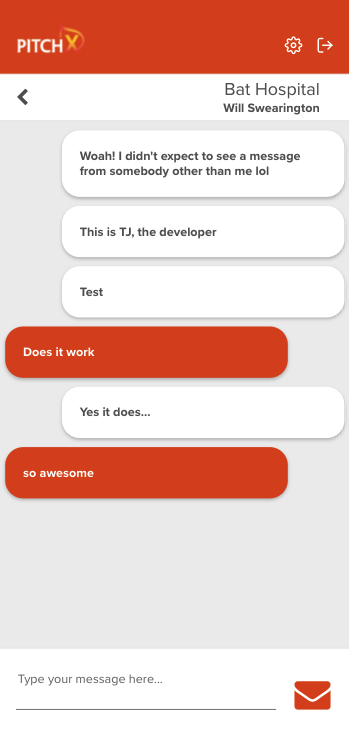 PITCH X
Bat Hospital
Will Swearington
Woah! I didn't expect to see a message
from somebody other than me lol
This is TJ, the developer
Test
Does it work
Yes it does...
so awesome
Type your message here...